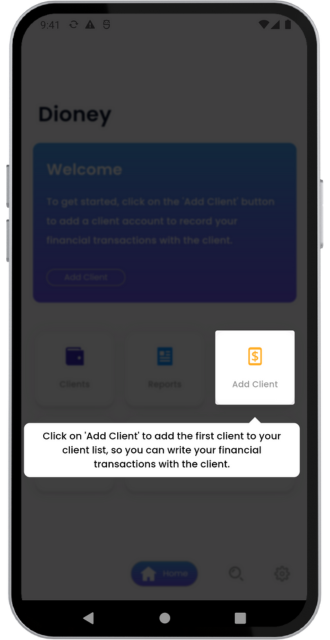 9:41
Dioney
Welcome
To get started, click on the 'Add Client' button
to add a client account to record your
financial transactions with the client.
Add Client
Clients
Reports
Add Client
Click on 'Add Client' to add the first client to your
client list, so you can write your financial
transactions with the client.
Home